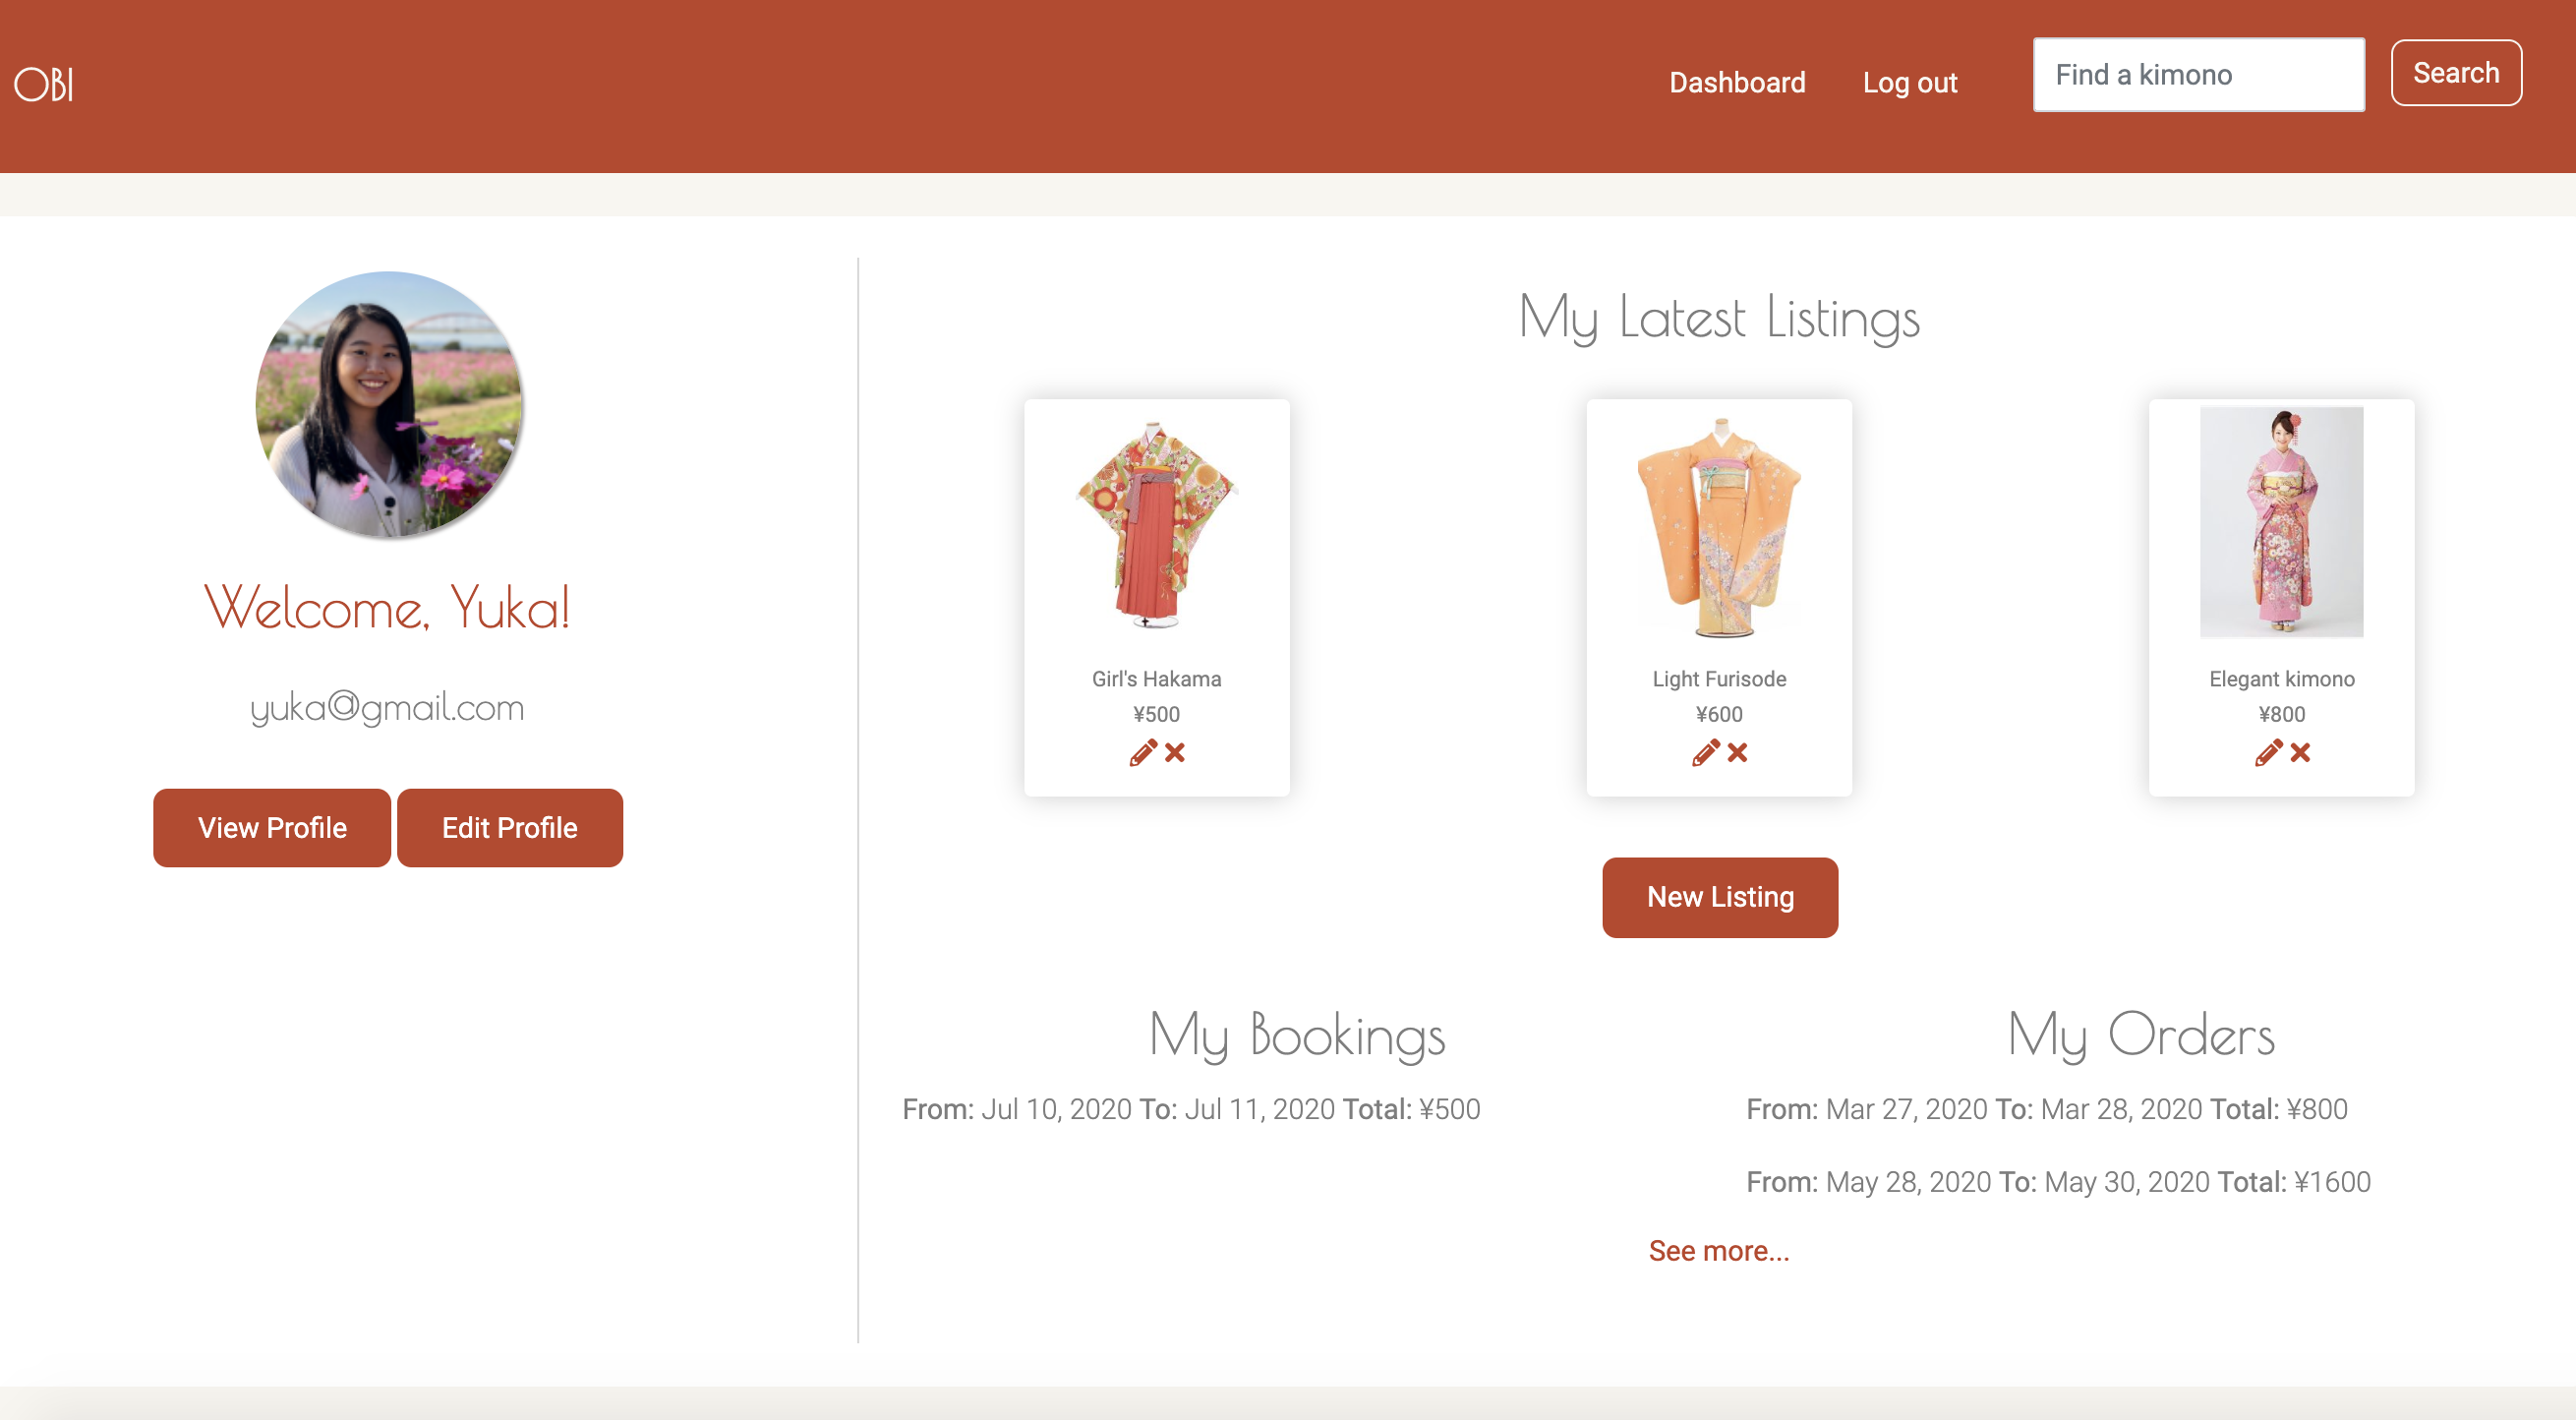 OBI
Dashboard
Log out
Find a kimono
Search
Welcome, Yuka!
yuka@gmail.com
View Profile
Edit Profile
My Latest Listings
Girl's Hakama
¥500
Light Furisode
¥600
Elegant kimono
¥800
New Listing
My Bookings
From: Jul 10, 2020 To: Jul 11, 2020 Total: ¥500
My Orders
From: Mar 27, 2020 To: Mar 28, 2020 Total: ¥800
From: May 28, 2020 To: May 30, 2020 Total: ¥1600
See more...